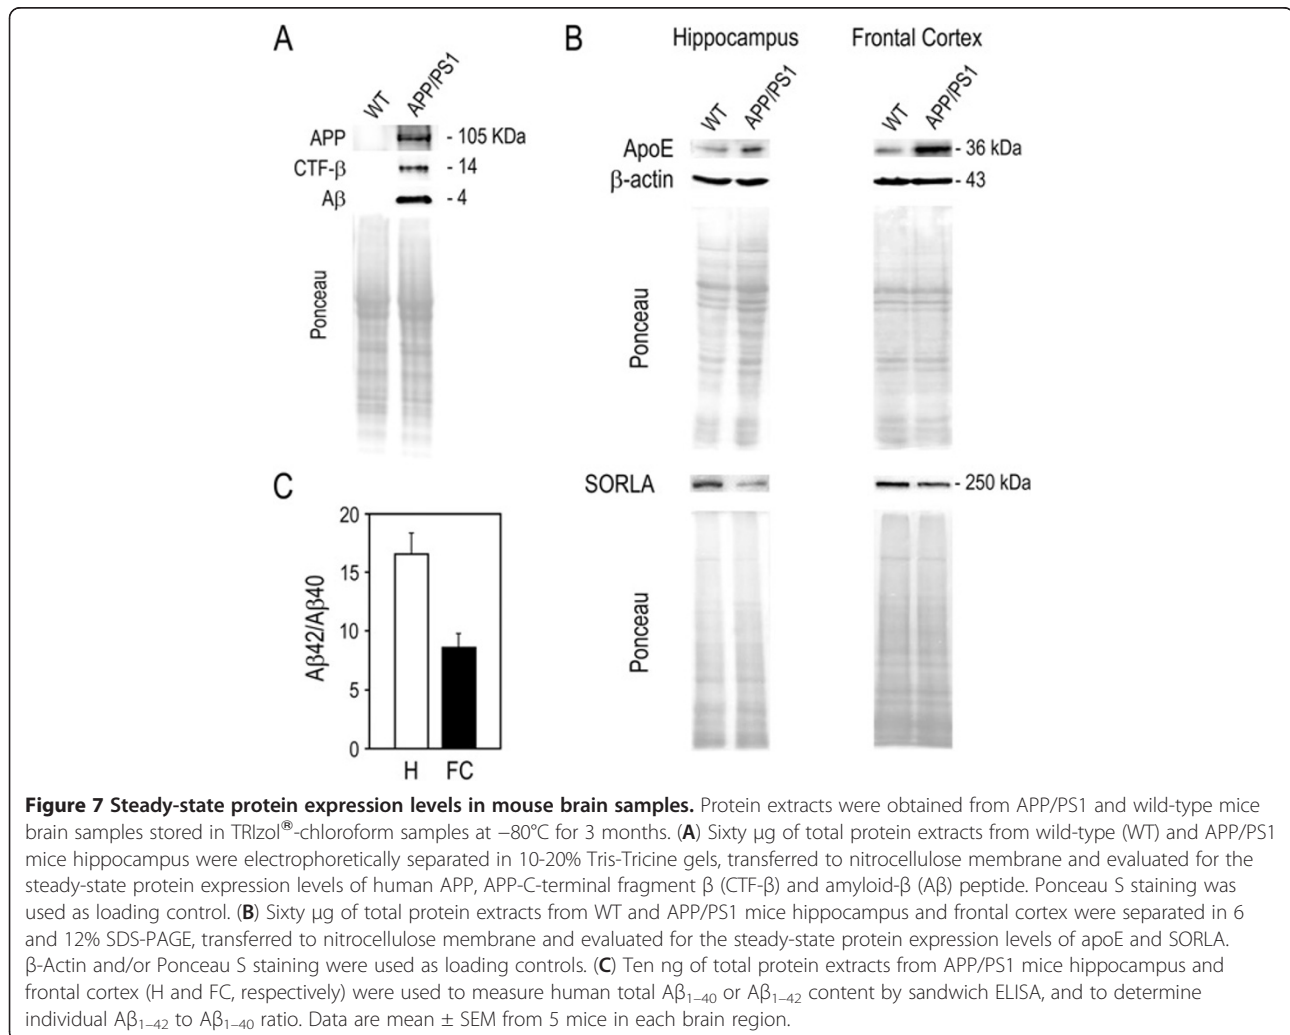 A
WT
APP/PS1
APP
- 105 KDa
CTF-β
- 14
Aβ
- 4
Ponceau
B
Hippocampus
Frontal Cortex
WT
APP/PS1
WT
APP/PS1
ApoE
- 36 kDa
β-actin
- 43
Ponceau
SORLA
- 250 kDa
Ponceau
C
Aβ42/Aβ40
20
15
10
5
0
H
FC
Figure 7 Steady-state protein expression levels in mouse brain samples. Protein extracts were obtained from APP/PS1 and wild-type mice
brain samples stored in TRIzol®-chloroform samples at −80°C for 3 months. (A) Sixty μg of total protein extracts from wild-type (WT) and APP/PS1
mice hippocampus were electrophoretically separated in 10-20% Tris-Tricine gels, transferred to nitrocellulose membrane and evaluated for the
steady-state protein expression levels of human APP, APP-C-terminal fragment β (CTF-β) and amyloid-β (Aβ) peptide. Ponceau S staining was
used as loading control. (B) Sixty μg of total protein extracts from WT and APP/PS1 mice hippocampus and frontal cortex were separated in 6
and 12% SDS-PAGE, transferred to nitrocellulose membrane and evaluated for the steady-state protein expression levels of apoE and SORLA.
β-Actin and/or Ponceau S staining were used as loading controls. (C) Ten ng of total protein extracts from APP/PS1 mice hippocampus and
frontal cortex (H and FC, respectively) were used to measure human total Aβ1–40 or Aβ1–42 content by sandwich ELISA, and to determine
individual Aβ1–42 to Aβ1–40 ratio. Data are mean ± SEM from 5 mice in each brain region.